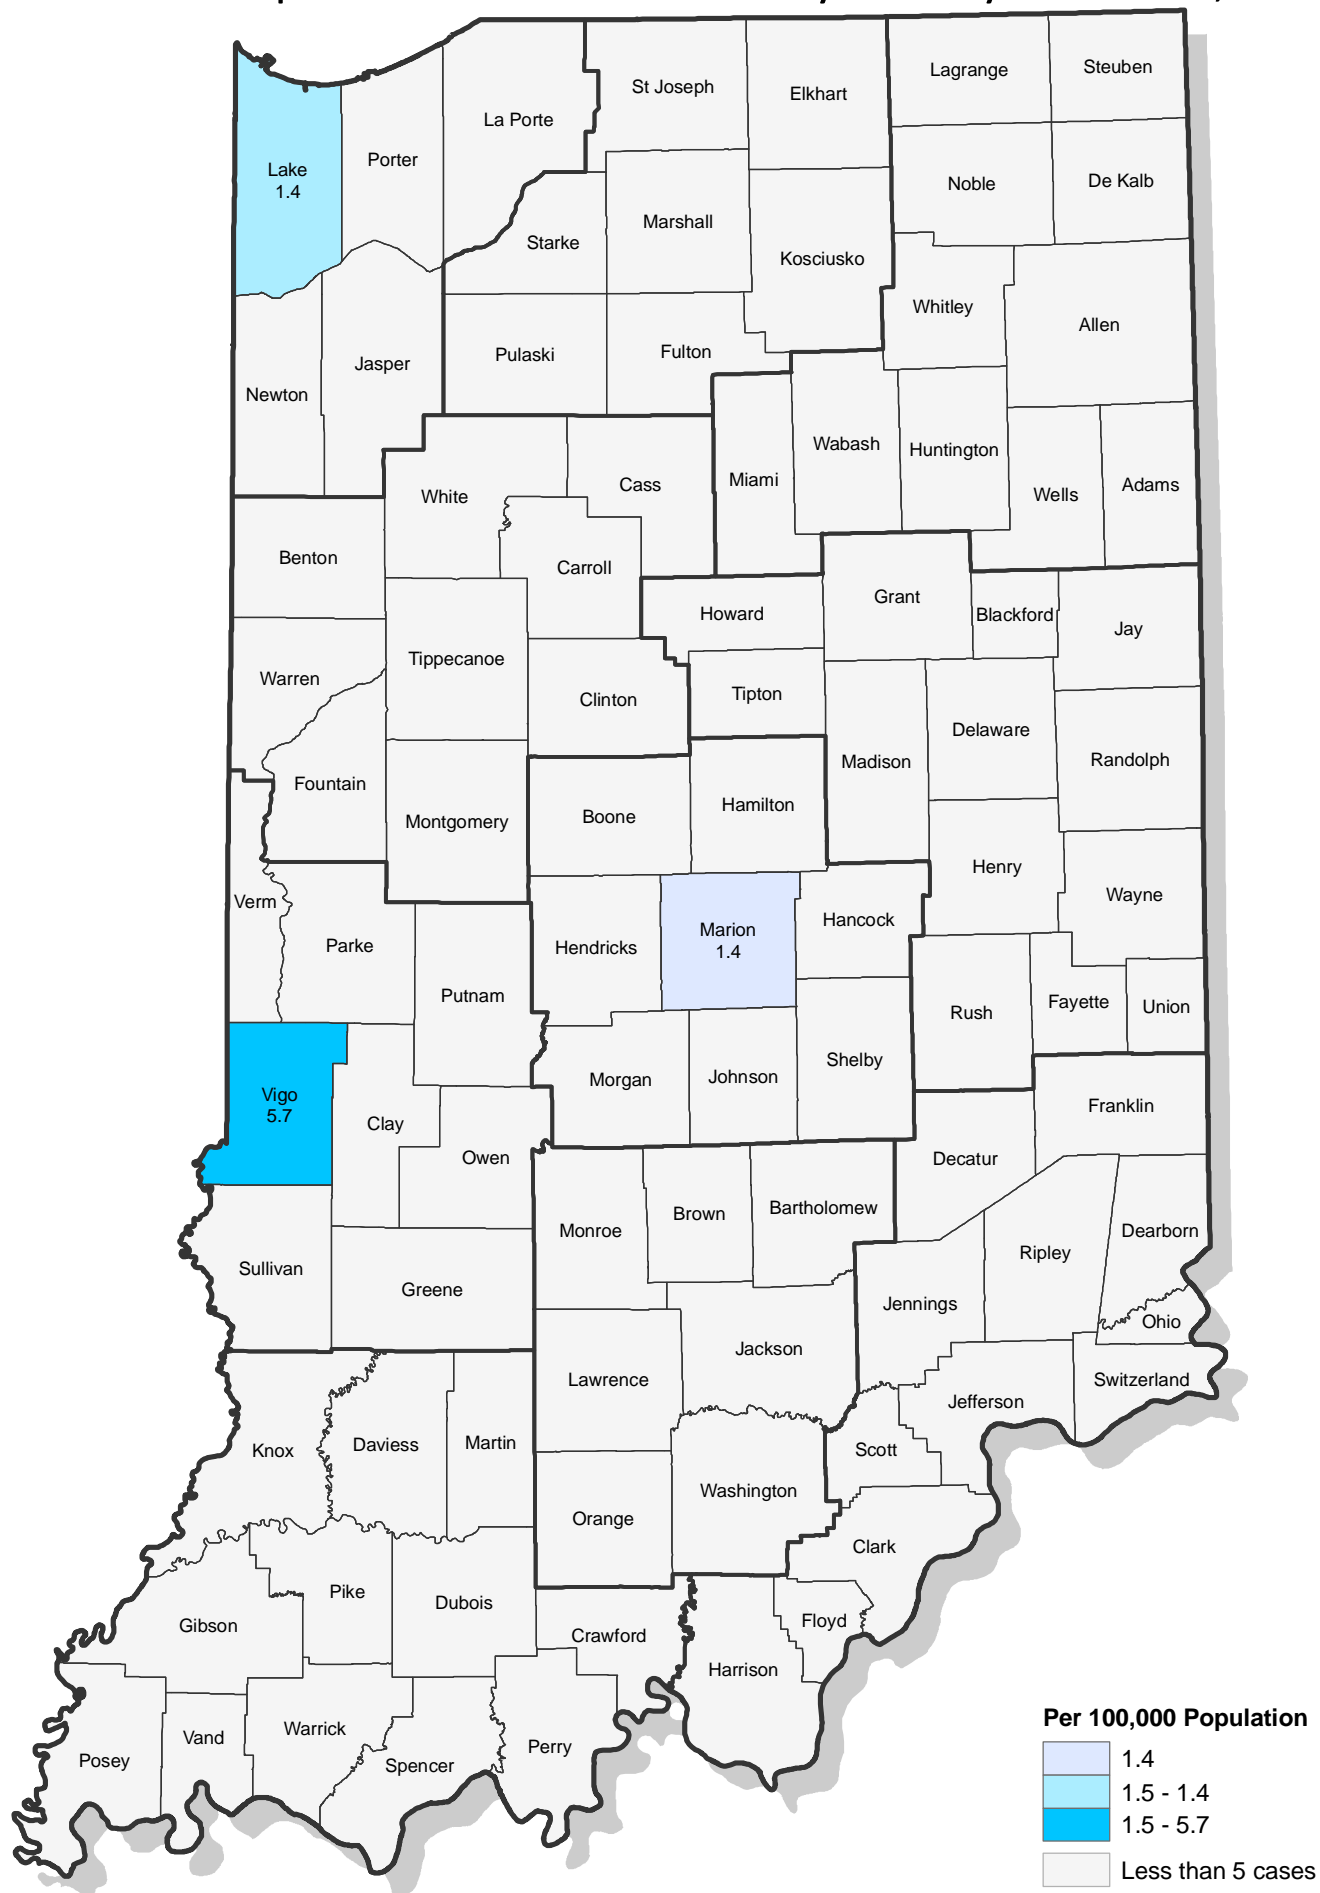 Lagrange
Steuben
St Joseph
Elkhart
La Porte
Porter
Lake
1.4
Noble
De Kalb
Marshall
Starke
Kosciusko
Whitley
Allen
Pulaski
Fulton
Jasper
Newton
Wabash
Huntington
Miami
Cass
White
Wells
Adams
Benton
Carroll
Grant
Howard
Blackford
Jay
Tippecanoe
Warren
Clinton
Tipton
Delaware
Madison
Randolph
Fountain
Hamilton
Boone
Montgomery
Henry
Wayne
Verm
Hancock
Marion
1.4
Hendricks
Parke
Putnam
Rush
Fayette
Union
Shelby
Johnson
Morgan
Vigo
5.7
Clay
Franklin
Owen
Decatur
Bartholomew
Brown
Monroe
Dearborn
Ripley
Sullivan
Greene
Jennings
Ohio
Jackson
Lawrence
Switzerland
Jefferson
Knox
Daviess
Martin
Scott
Washington
Orange
Clark
Pike
Dubois
Gibson
Floyd
Crawford
Harrison
Warrick
Vand
Perry
Posey
Spencer
Per 100,000 Population
1.4
1.5 - 1.4
1.5 - 5.7
Less than 5 cases